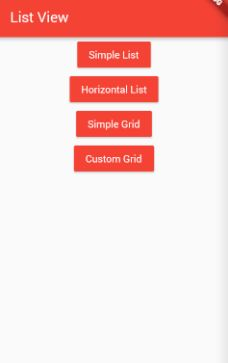 List View
Simple List
Horizontal List
Simple Grid
Custom Grid